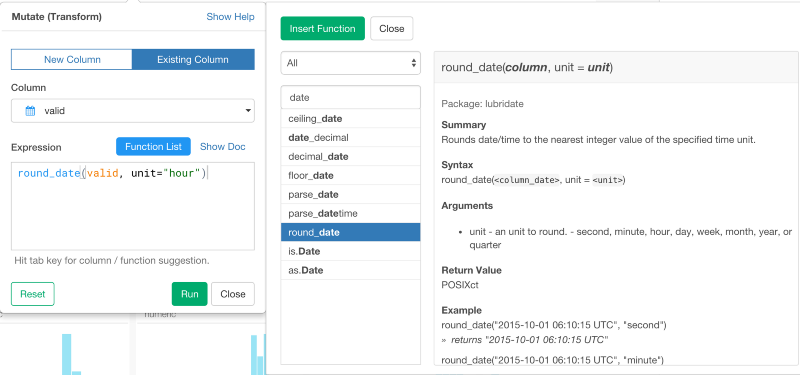 Mutate (Transform)
Show Help
New Column
Existing Column
Column
valid
Expression
Function List
Show Doc
round_date(valid, unit="hour")
Hit tab key for column / function suggestion.
Reset
Run
Close
numeric
Insert Function
Close
All
date
ceiling_date
date_decimal
decimal_date
floor_date
parse_date
parse_datetime
round_date
is.Date
as.Date
round_date(column, unit = unit)
Package: lubridate
Summary
Rounds date/time to the nearest integer value of the specified time unit.
Syntax
round_date(<column_date>, unit = <unit>)
Arguments
• unit - an unit to round. - second, minute, hour, day, week, month, year, or
quarter
Return Value
POSIXct
Example
round_date("2015-10-01 06:10:15 UTC", "second")
» returns "2015-10-01 06:10:15 UTC"
round_date("2015-10-01 06:10:15 UTC", "minute")